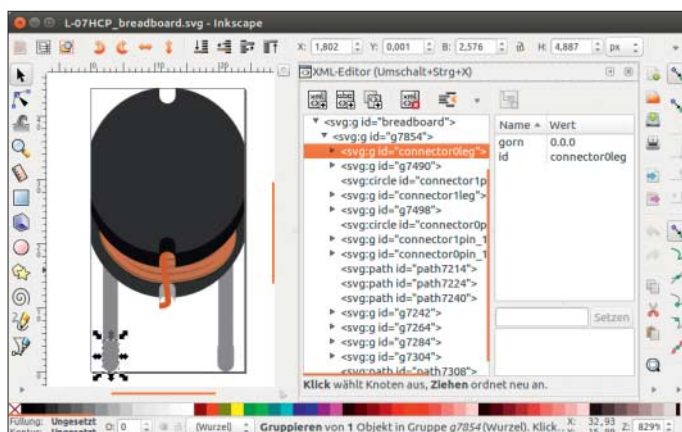 L-07HCP_breadboard.svg - Inkscape
X: 1,802 Y: 0,001 B: 2,576 H: 4,887 px
XML-Editor (Umschalt+Strg+X)
<svg:g id="breadboard">
<svg:g id="g7854">
<svg:g id="connector0leg">
<svg:g id="g7490">
<svg:circle id="connector1p
<svg:g id="connector1leg">
<svg:g id="g7498">
<svg:circle id="connector0p
<svg:g id="connector1pin_1
<svg:g id="connector0pin_1
<svg:path id="path7214">
<svg:path id="path7224">
<svg:path id="path7240">
<svg:g id="g7242">
<svg:g id="g7264">
<svg:g id="g7284">
<svg:g id="g7304">
<svg:path id="path7308">
Name Wert
gorn 0.0.0
id connector0leg
Setzen
Klick wählt Knoten aus, Ziehen ordnet neu an.
Füllung: Ungesetzt
O: 0
(Wurzel)
Gruppieren von 1 Objekt in Gruppe g7854 (Wurzel). Klick..
X: 32,93
Z: 829%